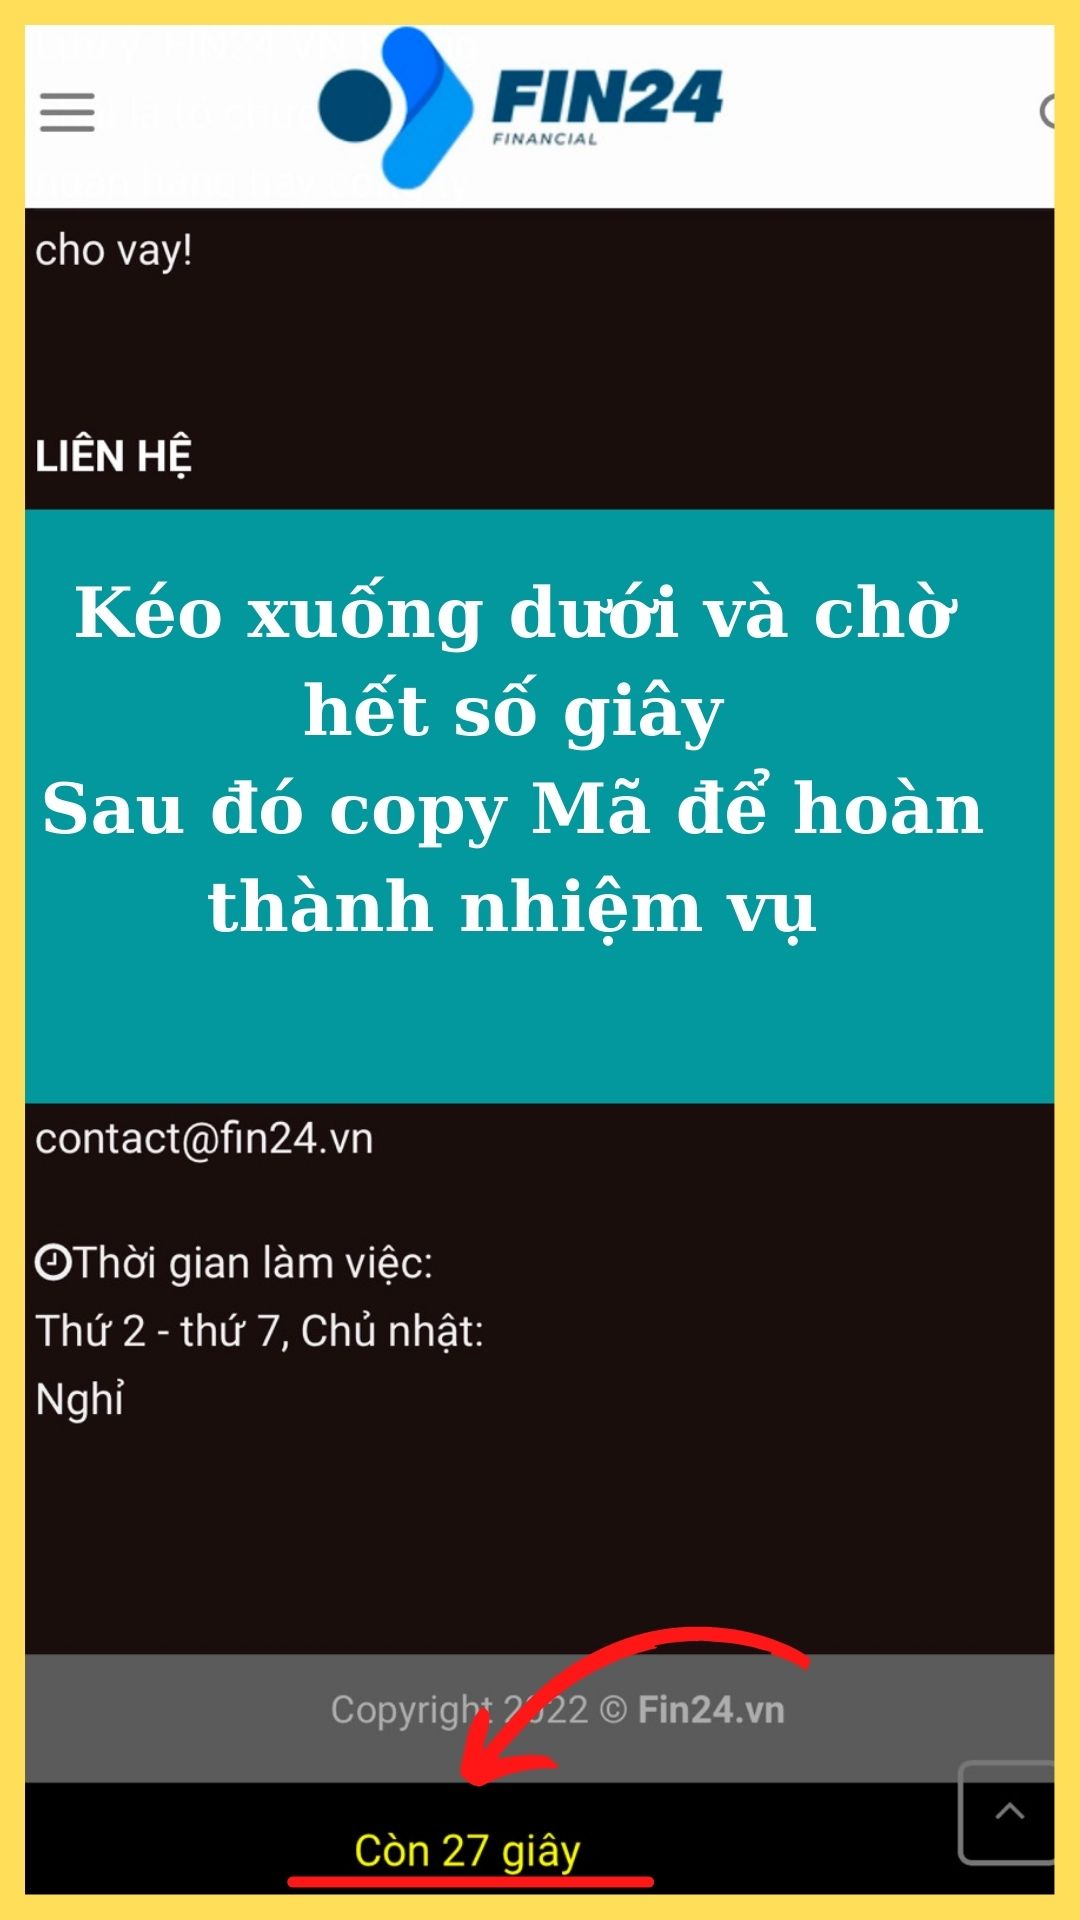 FIN24
FINANCIAL
cho vay!
LIÊN HỆ
Kéo xuống dưới và chờ
hết số giây
Sau đó copy Mã để hoàn
thành nhiệm vụ
contact@fin24.vn
Thời gian làm việc:
Thứ 2 - thứ 7, Chủ nhật:
Nghỉ
Copyright 2022 © Fin24.vn
Còn 27 giây